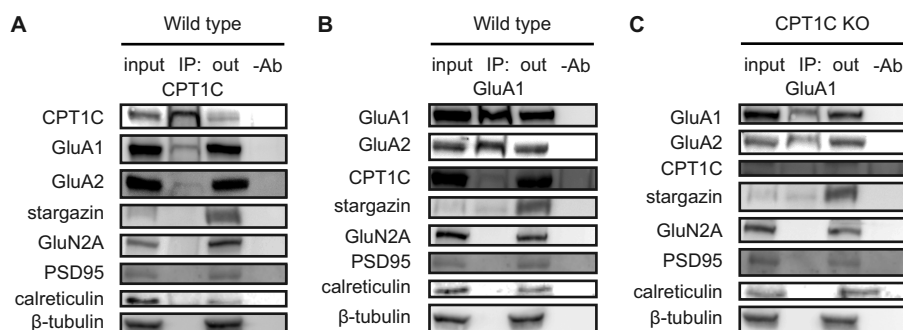 A
Wild type
input IP: out -Ab
CPT1C
CPT1C
GluA1
GluA2
stargazin
GluN2A
PSD95
calreticulin
β-tubulin
B
Wild type
input IP: out -Ab
GluA1
GluA1
GluA2
CPT1C
stargazin
GluN2A
PSD95
calreticulin
β-tubulin
C
CPT1C KO
input IP: out -Ab
GluA1
GluA1
GluA2
CPT1C
stargazin
GluN2A
PSD95
calreticulin
β-tubulin